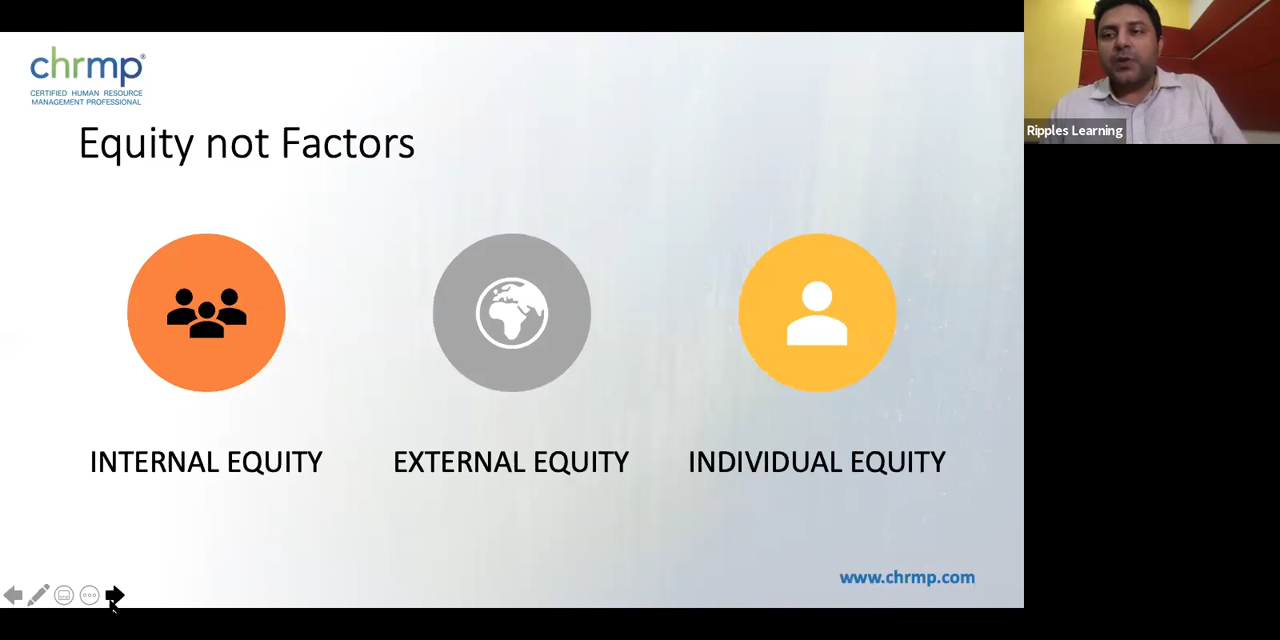 chrmp®
CERTIFIED HUMAN RESOURCE
MANAGEMENT PROFESSIONAL
Equity not Factors
INTERNAL EQUITY
EXTERNAL EQUITY
INDIVIDUAL EQUITY
www.chrmp.com
Ripples Learning